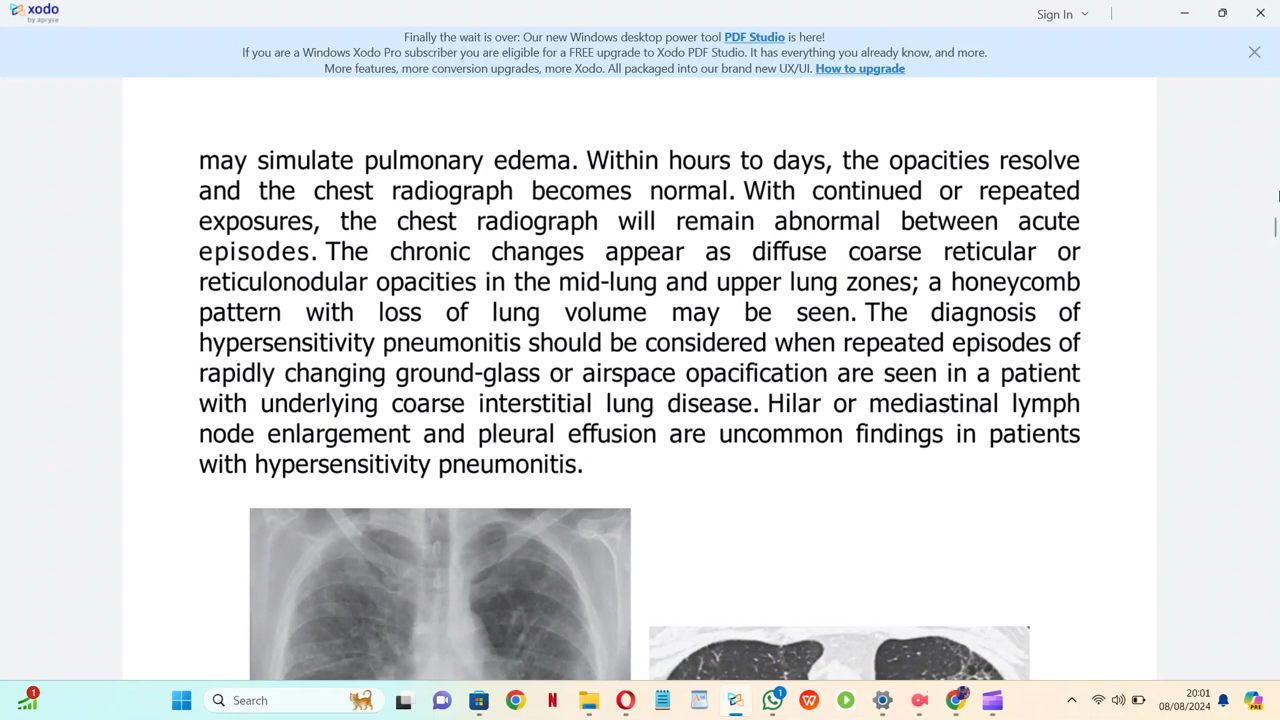 xodo
by apryse
Sign In
Finally the wait is over: Our new Windows desktop power tool PDF Studio is here!
If you are a Windows Xodo Pro subscriber you are eligible for a FREE upgrade to Xodo PDF Studio. It has everything you already know, and more.
More features, more conversion upgrades, more Xodo. All packaged into our brand new UX/UI. How to upgrade
may simulate pulmonary edema. Within hours to days, the opacities resolve
and the chest radiograph becomes normal. With continued or repeated
exposures, the chest radiograph will remain abnormal between acute
episodes. The chronic changes appear as diffuse coarse reticular or
reticulonodular opacities in the mid-lung and upper lung zones; a honeycomb
pattern with loss of lung volume may be seen. The diagnosis of
hypersensitivity pneumonitis should be considered when repeated episodes of
rapidly changing ground-glass or airspace opacification are seen in a patient
with underlying coarse interstitial lung disease. Hilar or mediastinal lymph
node enlargement and pleural effusion are uncommon findings in patients
with hypersensitivity pneumonitis.
1
Search
N
1
W
20:01
08/08/2024
PRE